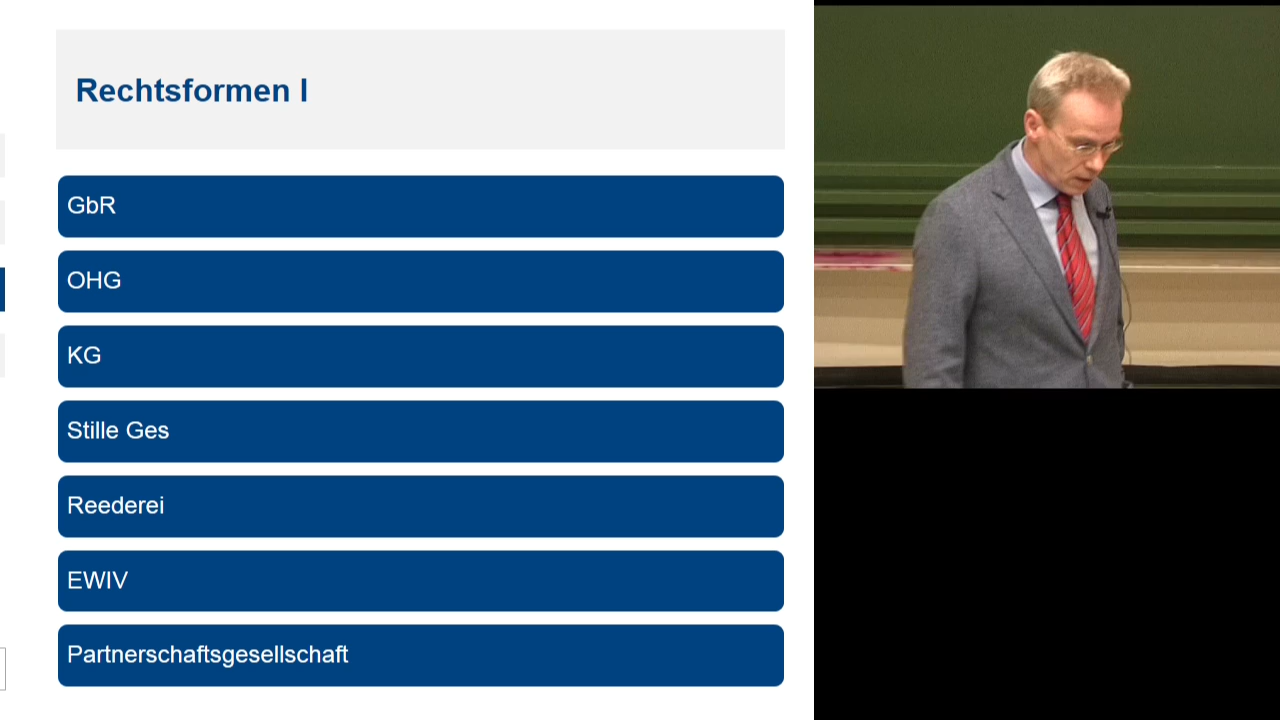 Rechtsformen I
GbR
OHG
KG
Stille Ges
Reederei
EWIV
Partnerschaftsgesellschaft